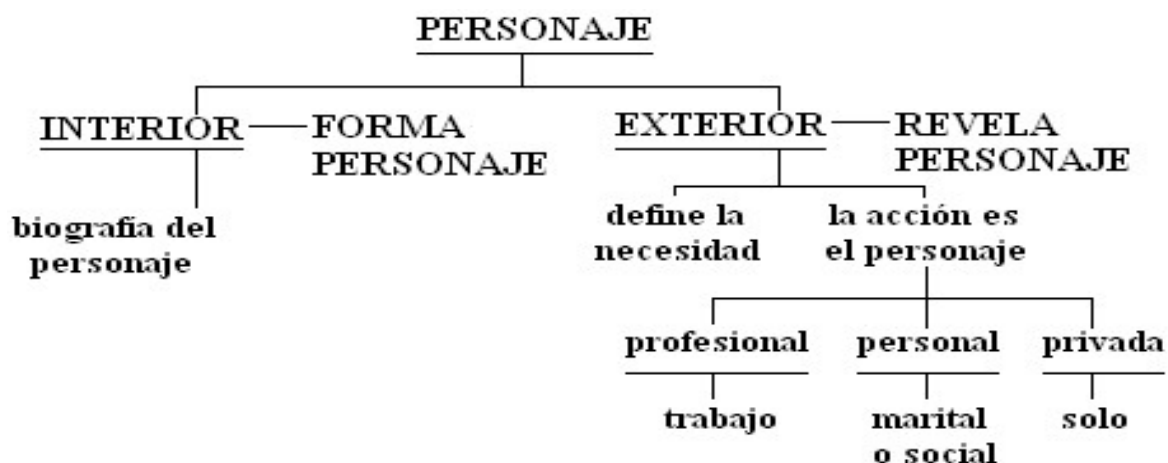 PERSONAJE
INTERIOR
FORMA
PERSONAJE
biografía del
personaje
EXTERIOR
REVELA
PERSONAJE
define la
necesidad
la acción es
el personaje
profesional
trabajo
personal
marital
o social
privada
solo